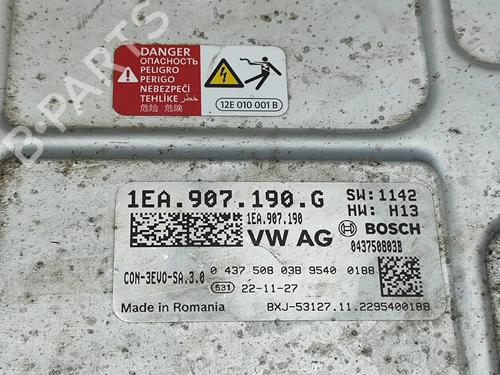 DANGER
ОПАСНОСТЬ
PELIGRO
PERIGO
NEBEZPEČÍ
TEHLİKE خطر
危险 危険
12E 010 001 B
B-PARTS
1EA.907.190.G
SW:1142
HW: H13
1EA.907.190
VW AG
BOSCH
043750803B
CON-3EVO-SA.3.0
0 437 508 03B 9540 0188
531 22-11-27
Made in Romania
BXJ-53127.11.2295400188